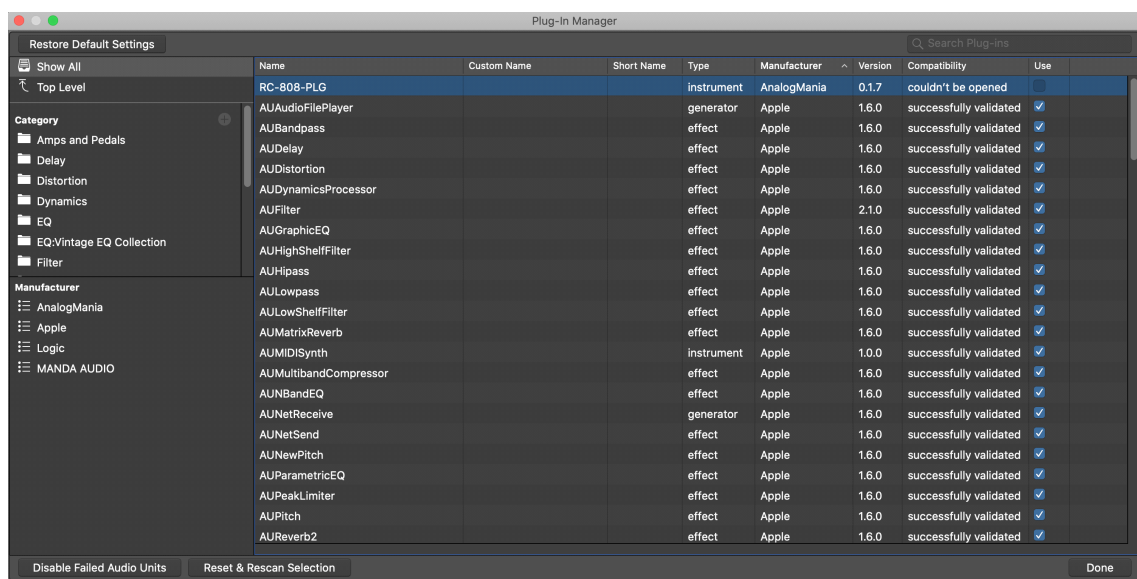 Plug-In Manager
Restore Default Settings
Search Plug-ins
Show All
Top Level
Category
Amps and Pedals
Delay
Distortion
Dynamics
EQ
EQ:Vintage EQ Collection
Filter
Manufacturer
AnalogMania
Apple
Logic
MANDA AUDIO
Name Custom Name Short Name Type Manufacturer Version Compatibility Use
RC-808-PLG instrument AnalogMania 0.1.7 couldn't be opened
AUAudioFilePlayer generator Apple 1.6.0 successfully validated
AUBandpass effect Apple 1.6.0 successfully validated
AUDelay effect Apple 1.6.0 successfully validated
AUDistortion effect Apple 1.6.0 successfully validated
AUDynamicsProcessor effect Apple 1.6.0 successfully validated
AUFilter effect Apple 2.1.0 successfully validated
AUGraphicEQ effect Apple 1.6.0 successfully validated
AUHighShelfFilter effect Apple 1.6.0 successfully validated
AUHipass effect Apple 1.6.0 successfully validated
AULowpass effect Apple 1.6.0 successfully validated
AULowShelfFilter effect Apple 1.6.0 successfully validated
AUMatrixReverb effect Apple 1.6.0 successfully validated
AUMIDISynth instrument Apple 1.0.0 successfully validated
AUMultibandCompressor effect Apple 1.6.0 successfully validated
AUNBandEQ effect Apple 1.6.0 successfully validated
AUNetReceive generator Apple 1.6.0 successfully validated
AUNetSend effect Apple 1.6.0 successfully validated
AUNewPitch effect Apple 1.6.0 successfully validated
AUParametricEQ effect Apple 1.6.0 successfully validated
AUPeakLimiter effect Apple 1.6.0 successfully validated
AUPitch effect Apple 1.6.0 successfully validated
AUReverb2 effect Apple 1.6.0 successfully validated
Disable Failed Audio Units Reset & Rescan Selection Done